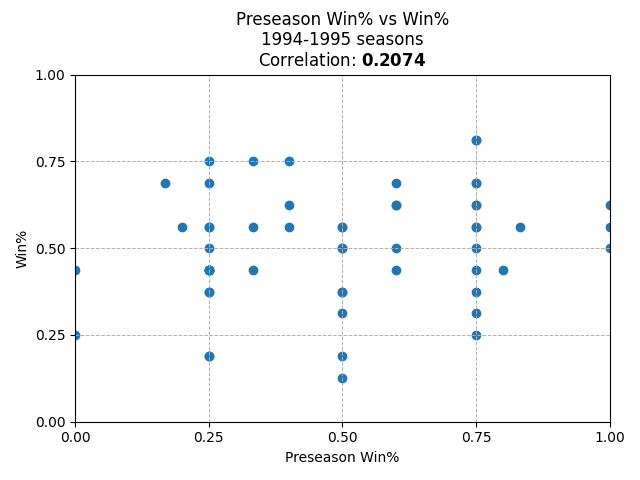 Preseason Win% vs Win%
1994-1995 seasons
Correlation: 0.2074
1.00
0.75
0.50
0.25
0.00
Win%
0.00 0.25 0.50 0.75 1.00
Preseason Win%